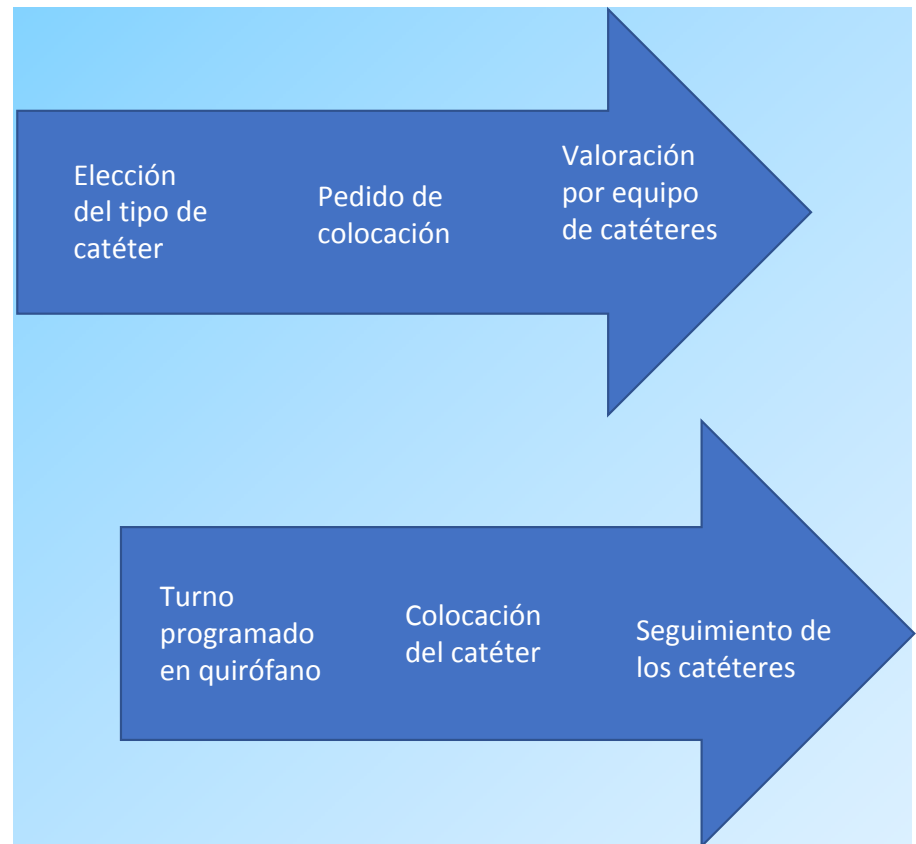 Elección
del tipo de
catéter
Pedido de
colocación
Valoración
por equipo
de catéteres
Turno
programado
en quirófano
Colocación
del catéter
Seguimiento de
los catéteres